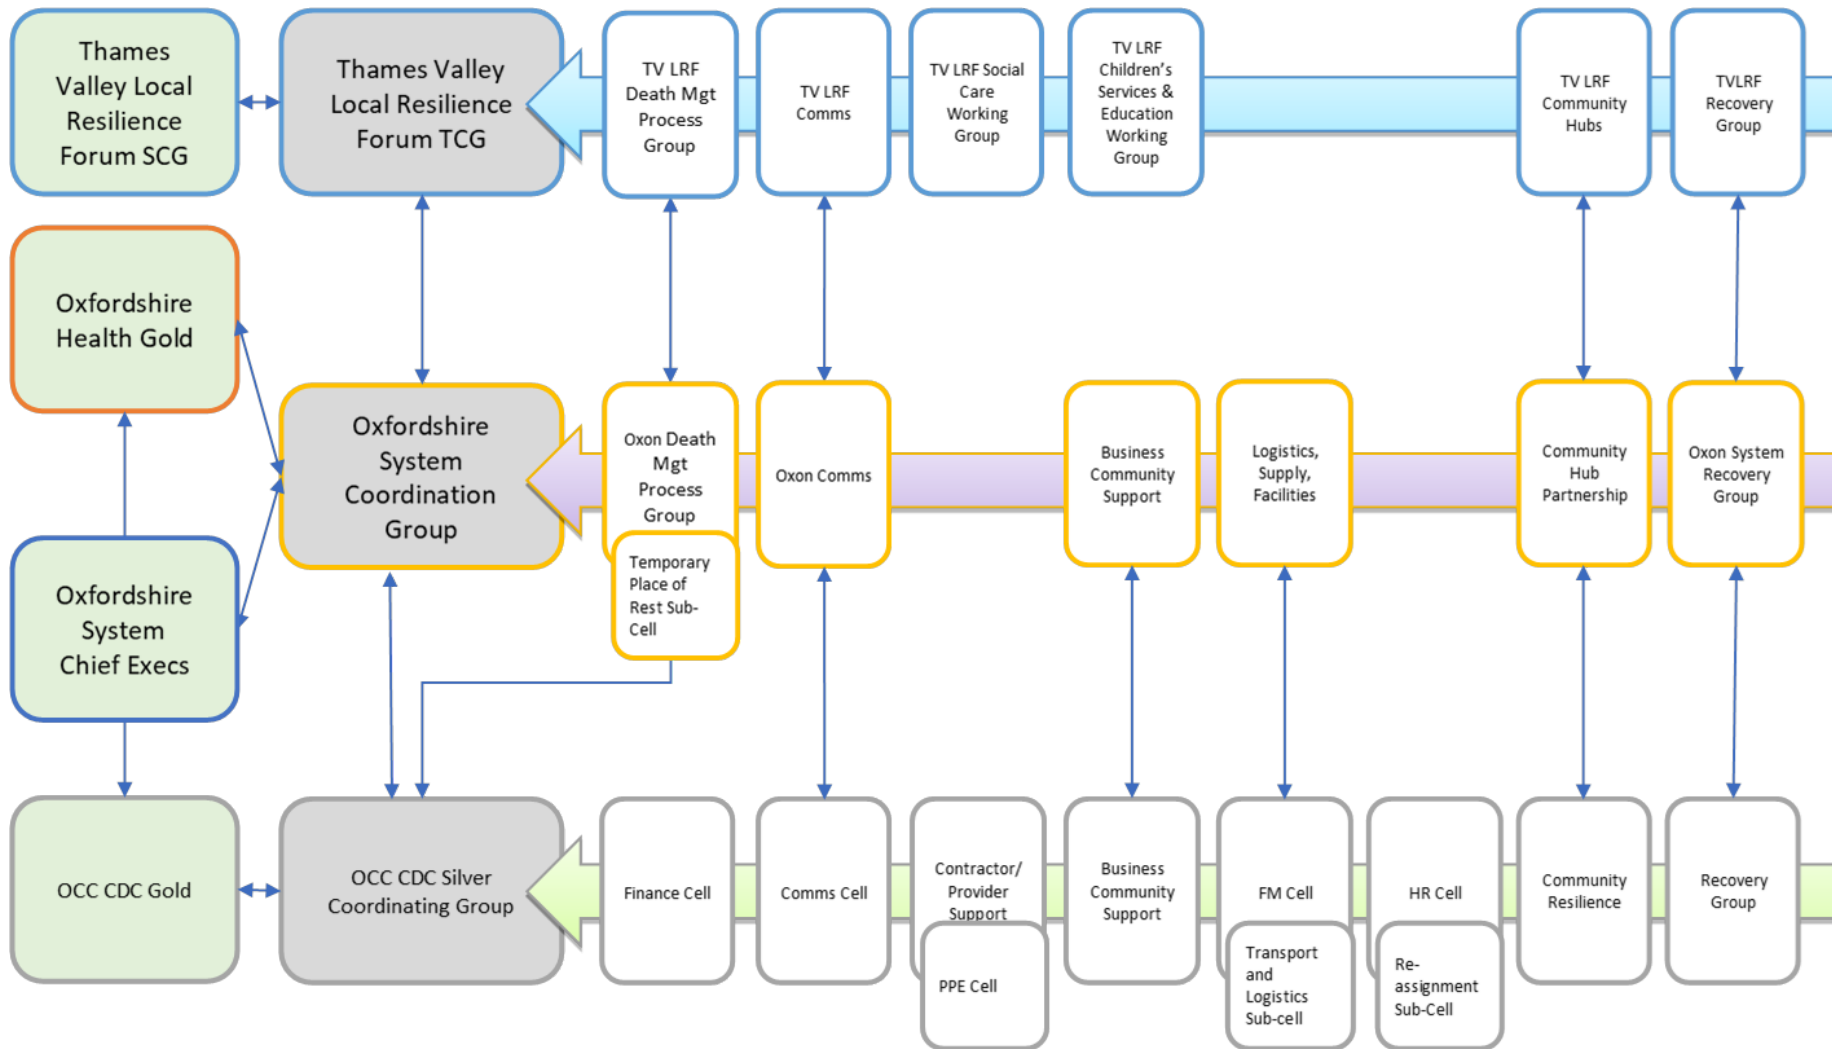 Thames
Valley Local
Resilience
Forum SCG
Thames Valley
Local Resilience
Forum TCG
TV LRF
Death Mgt
Process
Group
TV LRF
Comms
TV LRF Social
Care
Working
Group
TV LRF
Children's
Services &
Education
Working
Group
TV LRF
Community
Hubs
TVLRF
Recovery
Group
Oxfordshire
Health Gold
Oxfordshire
System
Coordination
Group
Oxon Death
Mgt
Process
Group
Temporary
Place of
Rest Sub-
Cell
Oxon Comms
Business
Community
Support
Logistics,
Supply,
Facilities
Community
Hub
Partnership
Oxon System
Recovery
Group
Oxfordshire
System
Chief Execs
OCC CDC Gold
OCC CDC Silver
Coordinating Group
Finance Cell
Comms Cell
Contractor/
Provider
Support
PPE Cell
Business
Community
Support
FM Cell
Transport
and
Logistics
Sub-cell
HR Cell
Re-
assignment
Sub-Cell
Community
Resilience
Recovery
Group